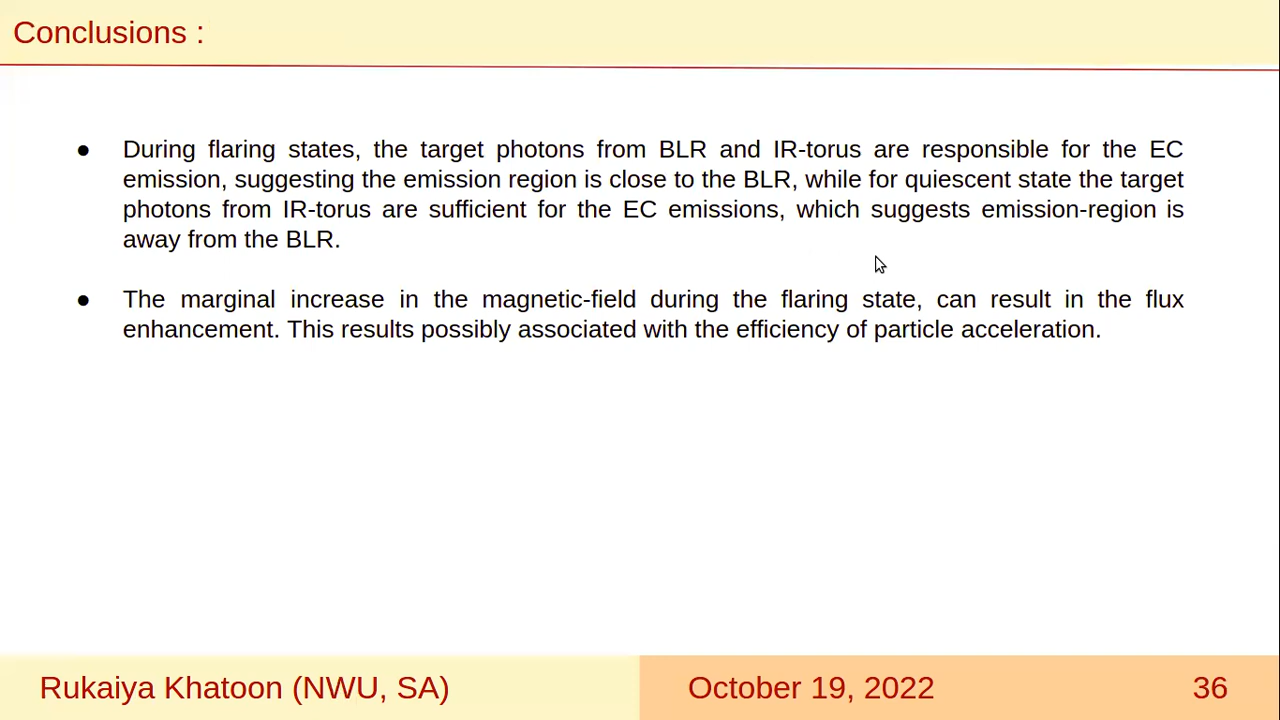 Conclusions :
● During flaring states, the target photons from BLR and IR-torus are responsible for the EC
emission, suggesting the emission region is close to the BLR, while for quiescent state the target
photons from IR-torus are sufficient for the EC emissions, which suggests emission-region is
away from the BLR.
● The marginal increase in the magnetic-field during the flaring state, can result in the flux
enhancement. This results possibly associated with the efficiency of particle acceleration.
Rukaiya Khatoon (NWU, SA) October 19, 2022 36